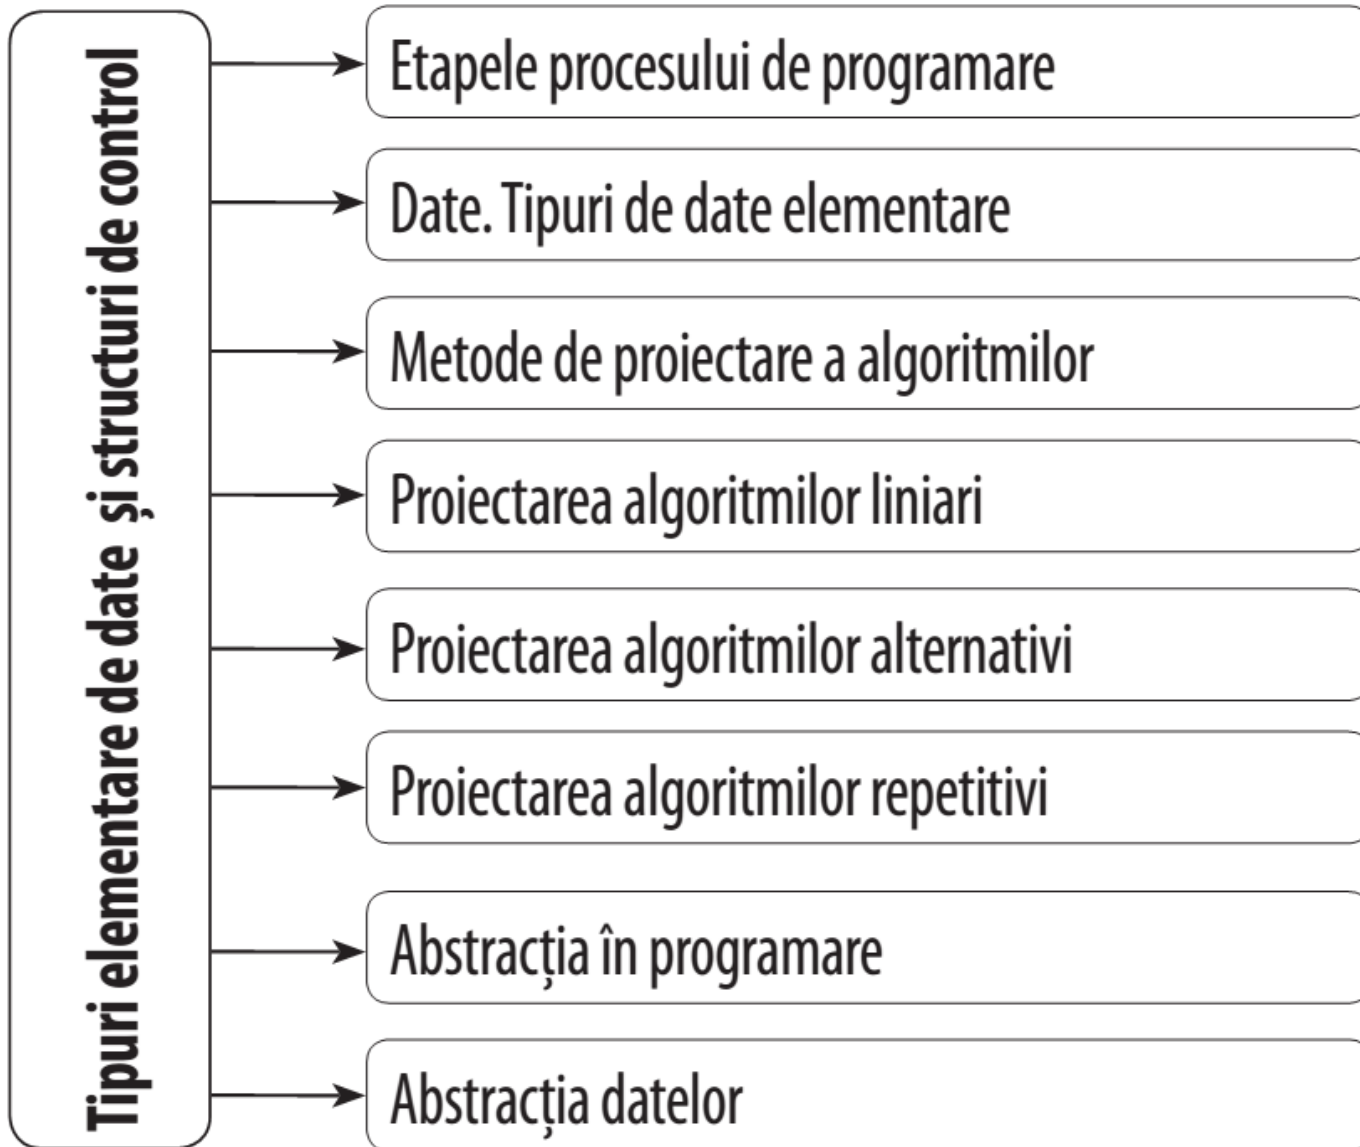 Tipuri elementare de date și structuri de control
Etapele procesului de programare
Date. Tipuri de date elementare
Metode de proiectare a algoritmilor
Proiectarea algoritmilor liniari
Proiectarea algoritmilor alternativi
Proiectarea algoritmilor repetitivi
Abstracția în programare
Abstracția datelor